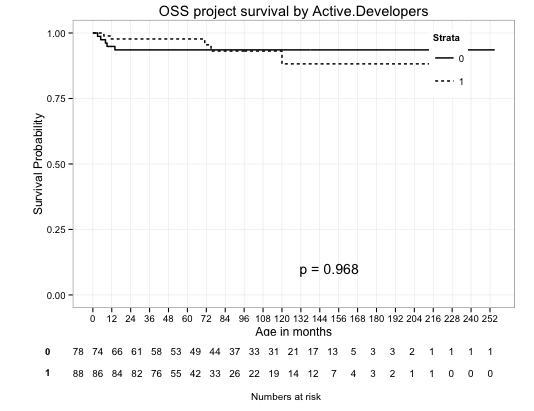 OSS project survival by Active.Developers
1.00
0.75
0.50
0.25
0.00
Survival Probability
Strata
0
1
p = 0.968
0 12 24 36 48 60 72 84 96 108 120 132 144 156 168 180 192 204 216 228 240 252
Age in months
0 78 74 66 61 58 53 49 44 37 33 31 21 17 13 5 3 3 2 1 1 1 1
1 88 86 84 82 76 55 42 33 26 22 19 14 12 7 4 3 2 1 1 0 0 0
Numbers at risk